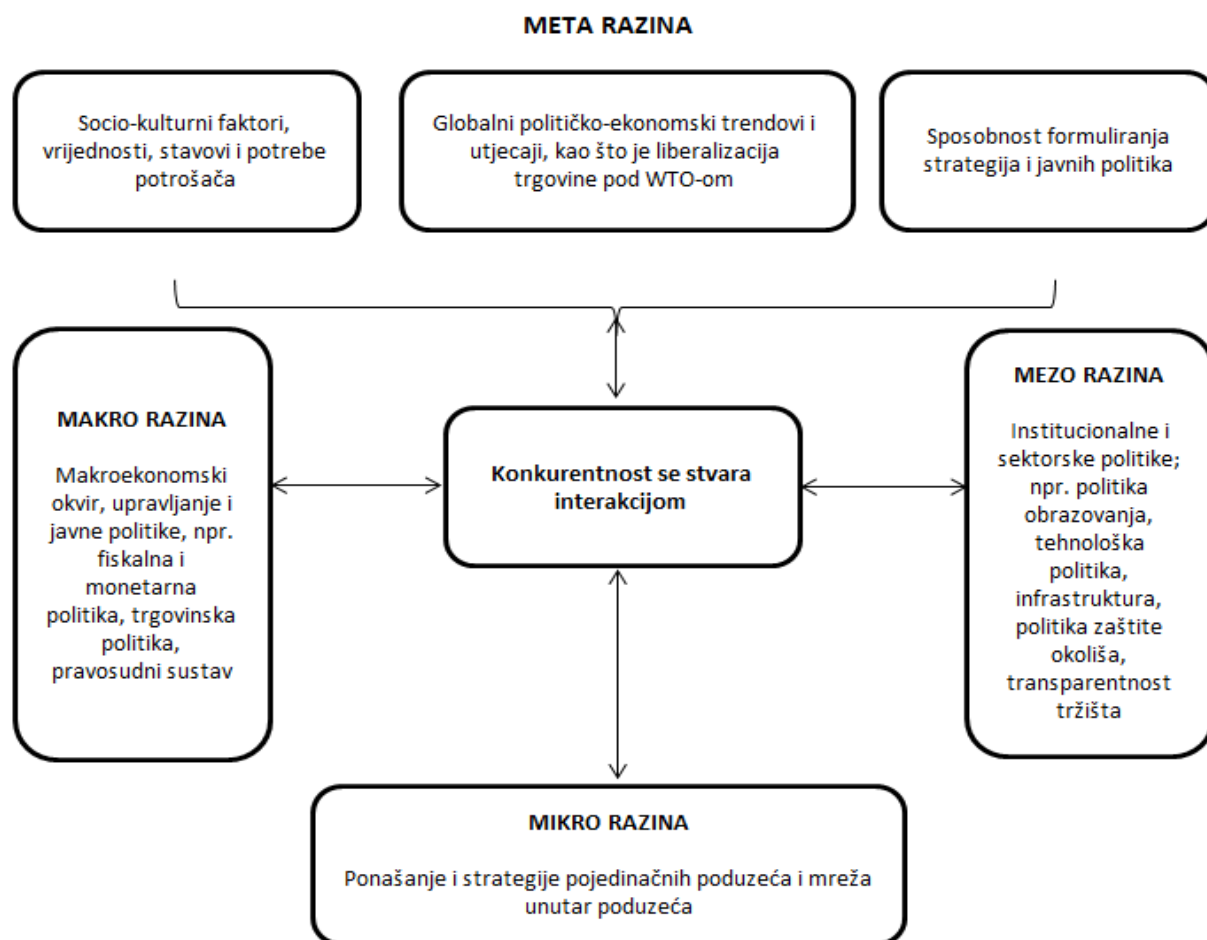 META RAZINA
Socio-kulturni faktori,
vrijednosti, stavovi i potrebe
potrošača
Globalni političko-ekonomski trendovi i
utjecaji, kao što je liberalizacija
trgovine pod WTO-om
Sposobnost formuliranja
strategija i javnih politika
MAKRO RAZINA
Makroekonomski
okvir, upravljanje i
javne politike, npr.
fiskalna i
monetarna
politika, trgovinska
politika,
pravosudni sustav
Konkurentnost se stvara
interakcijom
MEZO RAZINA
Institucionalne i
sektorske politike;
npr. politika
obrazovanja,
tehnološka
politika,
infrastruktura,
politika zaštite
okoliša,
transparentnost
tržišta
MIKRO RAZINA
Ponašanje i strategije pojedinačnih poduzeća i mreža
unutar poduzeća